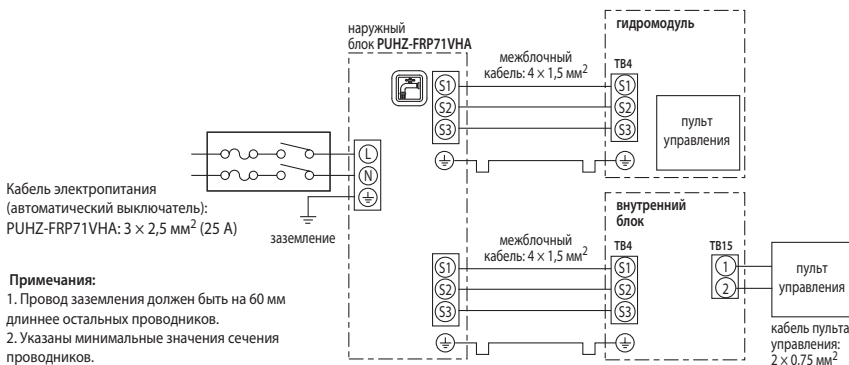 наружный
блок PUHZ-FRP71VHA
гидромодуль
межблочный
кабель: 4 × 1,5 мм²
TB4
S1
S2
S3
S1
S2
S3
пульт
управления
L
N
Кабель электропитания
(автоматический выключатель):
PUHZ-FRP71VHA: 3 × 2,5 мм² (25 А)
заземление
внутренний
блок
межблочный
кабель: 4 × 1,5 мм²
TB4
TB15
S1
S2
S3
S1
S2
S3
1
2
пульт
управления
кабель пульта
управления:
2 × 0,75 мм²
Примечания:
1. Провод заземления должен быть на 60 мм
длиннее остальных проводников.
2. Указаны минимальные значения сечения
проводников.